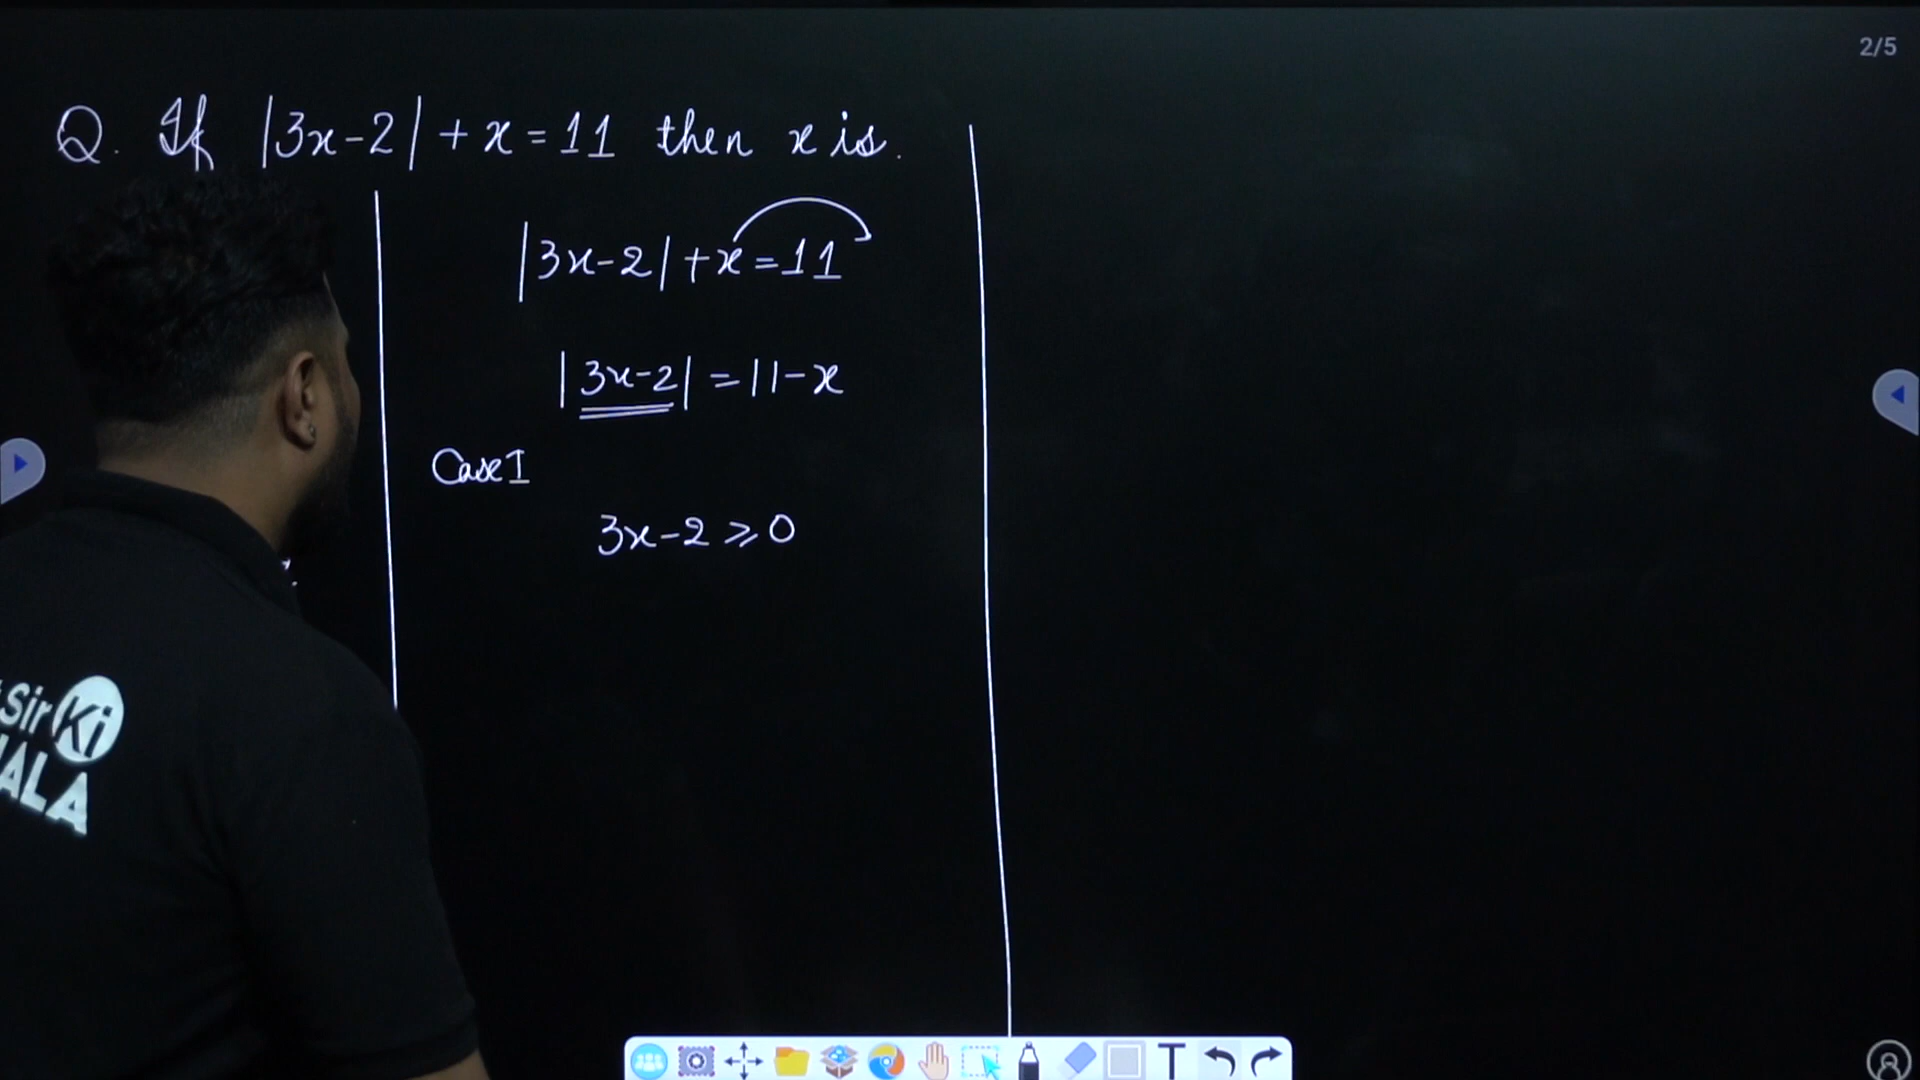 2/5
Q. If |3x-2| + x = 11 then x is.
|3x-2| + x = 11
|3x-2| = 11-x
Case I
3x-2 ⩾ 0
Sir Ki
ALA
T